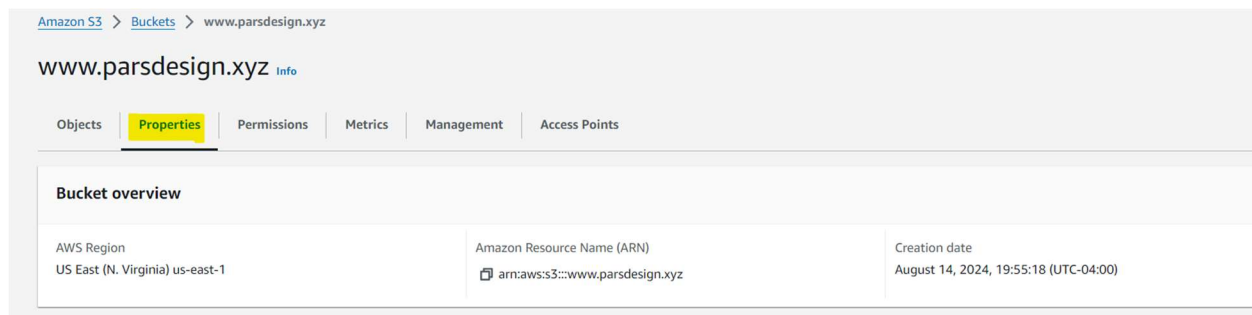 Amazon S3 > Buckets > www.parsdesign.xyz
www.parsdesign.xyz Info
Objects Properties Permissions Metrics Management Access Points
Bucket overview
AWS Region
US East (N. Virginia) us-east-1
Amazon Resource Name (ARN)
arn:aws:s3:::www.parsdesign.xyz
Creation date
August 14, 2024, 19:55:18 (UTC-04:00)